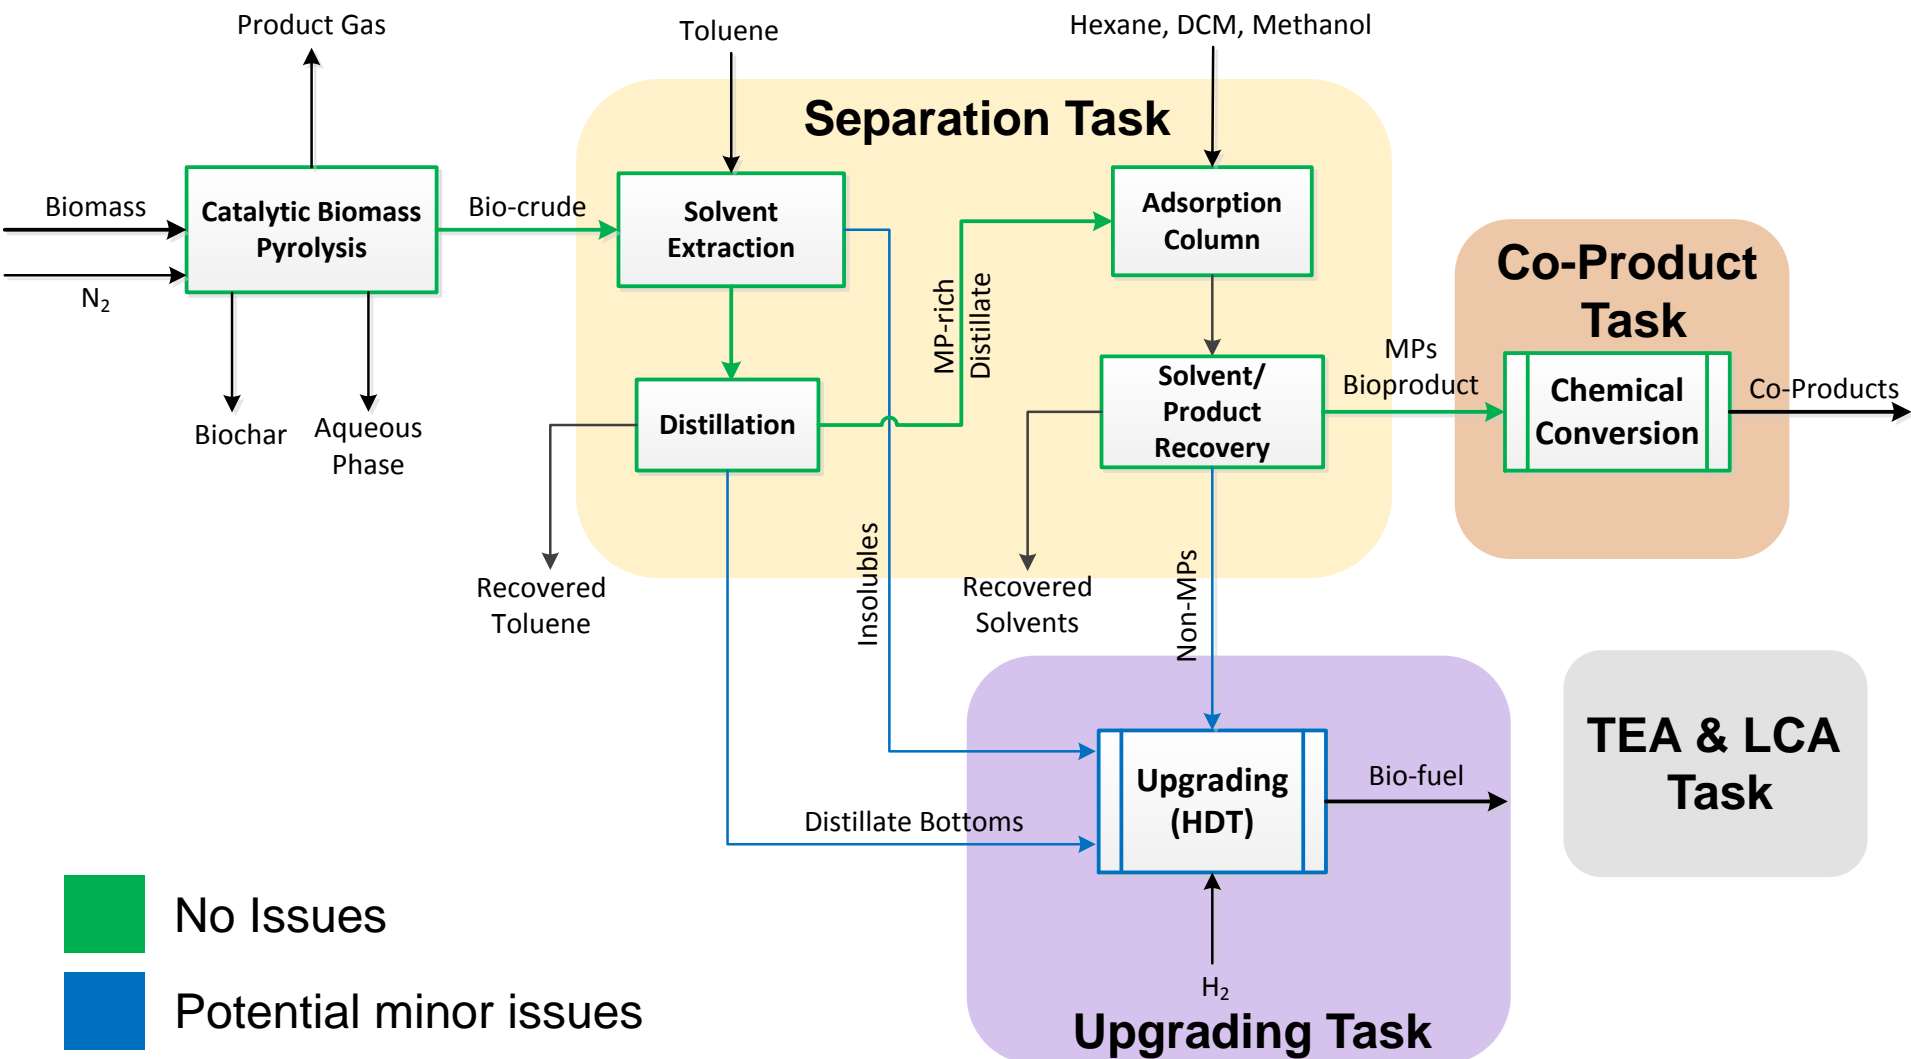 Product Gas
Toluene
Hexane, DCM, Methanol
Separation Task
Biomass
N₂
Catalytic Biomass
Pyrolysis
Bio-crude
Solvent
Extraction
Adsorption
Column
MP-rich
Distillate
Co-Product
Task
Biochar
Aqueous
Phase
Distillation
Solvent/
Product
Recovery
MPs
Bioproduct
Chemical
Conversion
Co-Products
Recovered
Toluene
Insolubles
Recovered
Solvents
Non-MPs
TEA & LCA
Task
Upgrading
(HDT)
Bio-fuel
Distillate Bottoms
H₂
Upgrading Task
No Issues
Potential minor issues